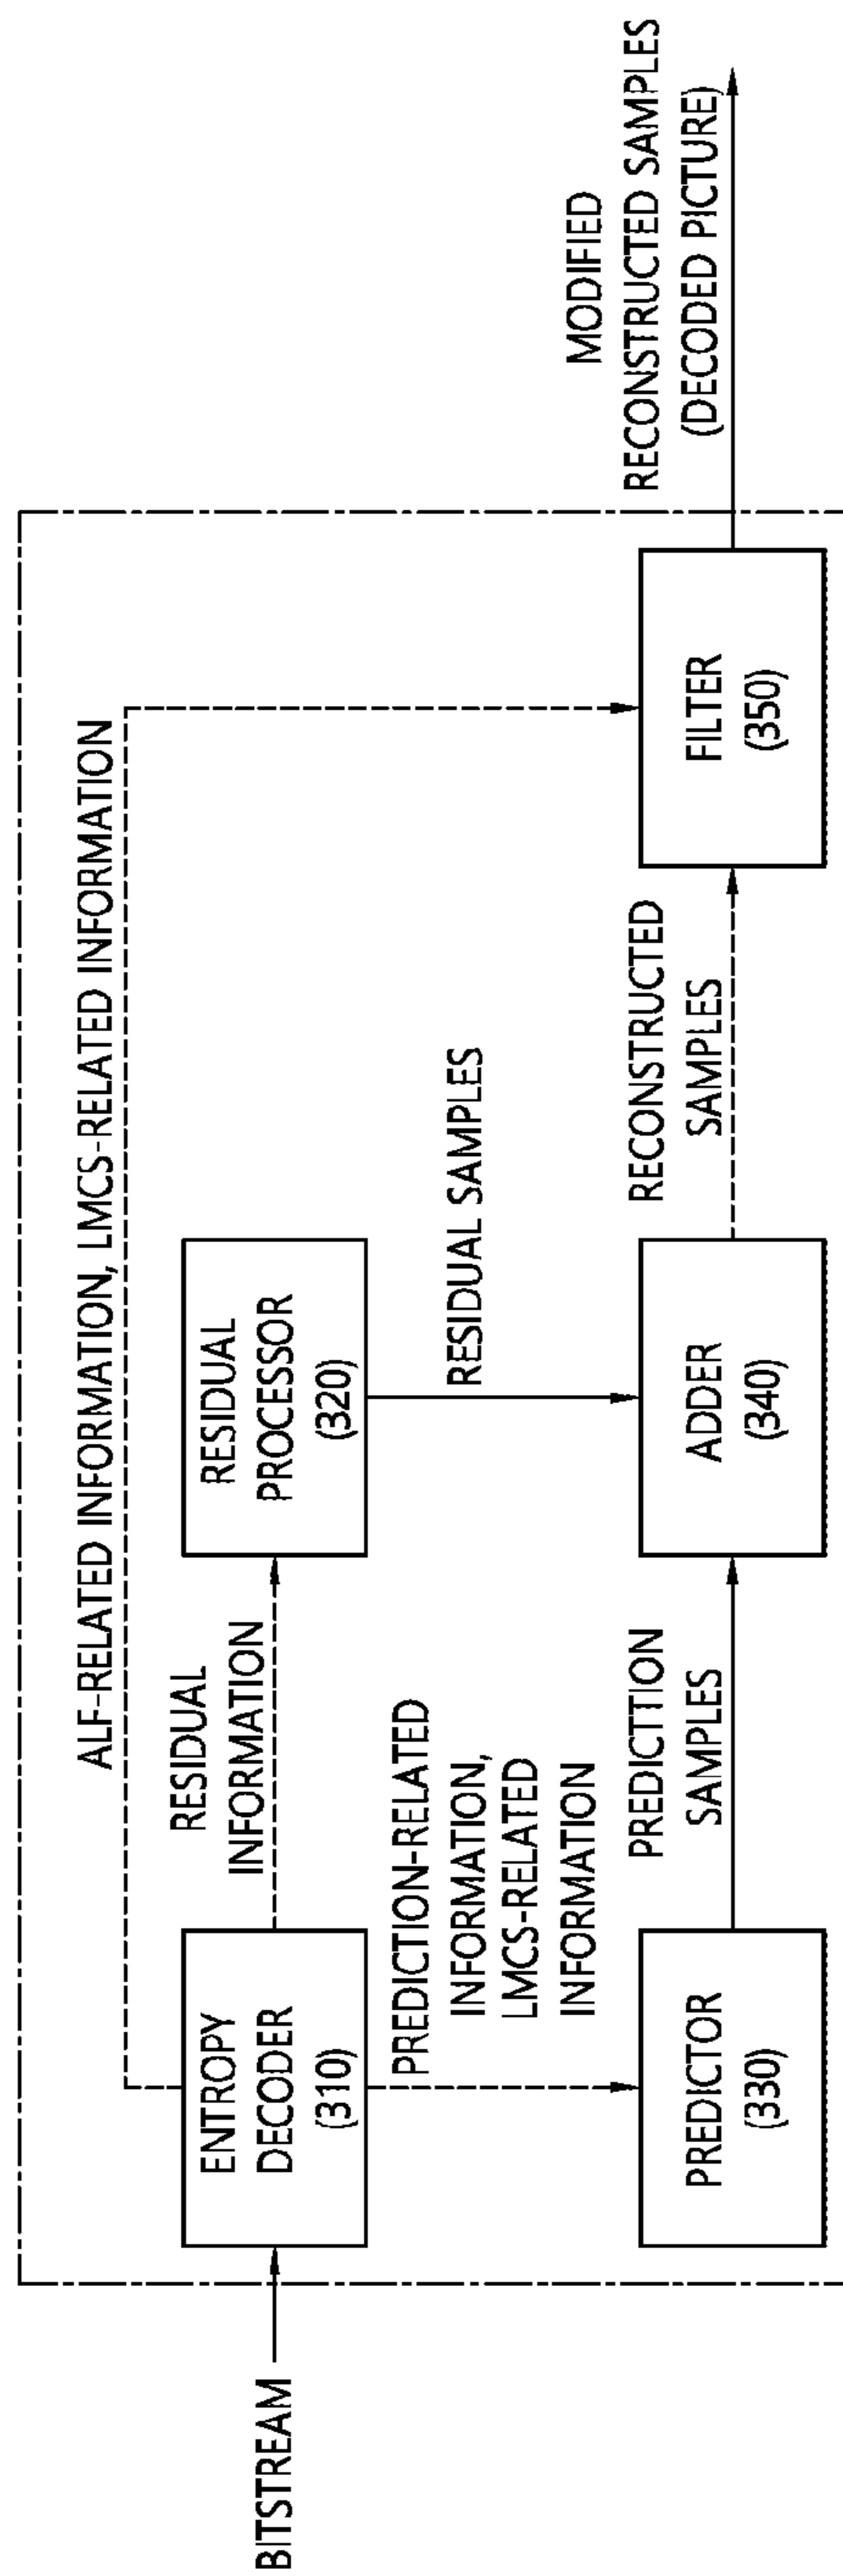 BITSTREAM
ENTROPY
DECODER
(310)
ALF-RELATED INFORMATION, LMCS-RELATED INFORMATION
RESIDUAL
INFORMATION
RESIDUAL
PROCESSOR
(320)
PREDICTION-RELATED
INFORMATION,
LMCS-RELATED
INFORMATION
RESIDUAL SAMPLES
PREDICTOR
(330)
PREDICTTION
SAMPLES
ADDER
(340)
RECONSTRUCTED
SAMPLES
FILTER
(350)
MODIFIED
RECONSTRUCTED SAMPLES
(DECODED PICTURE)